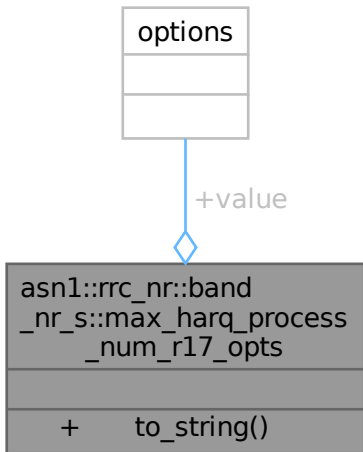 options
+value
asn1::rrc_nr::band
_nr_s::max_harq_process
_num_r17_opts
+ to_string()